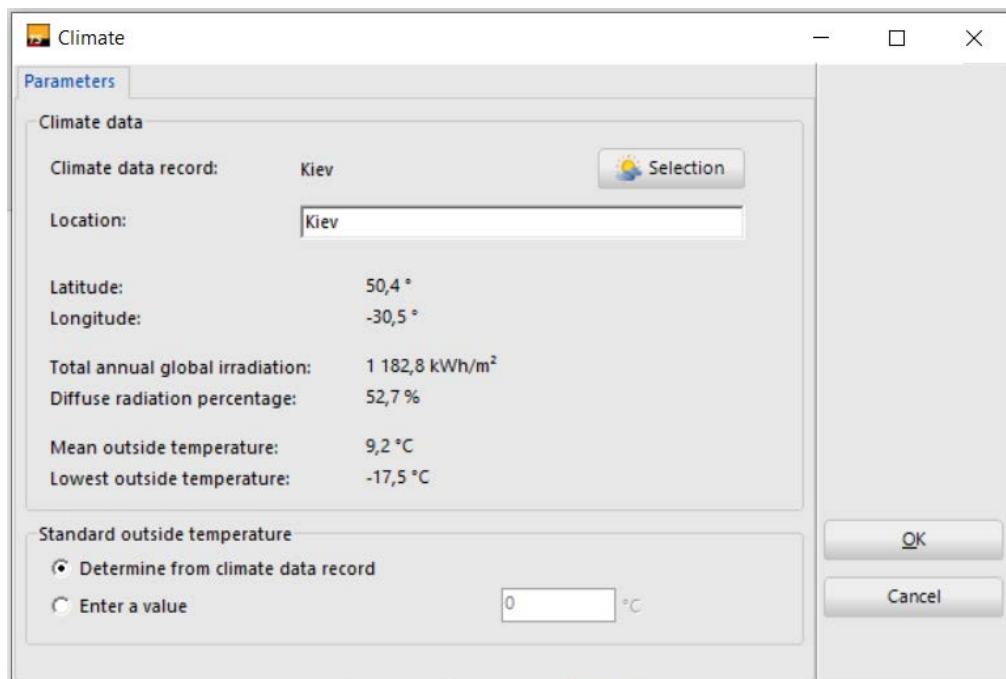 TS Climate
Parameters
Climate data
Climate data record: Kiev Selection
Location: Kiev
Latitude: 50,4 °
Longitude: -30,5 °
Total annual global irradiation: 1 182,8 kWh/m²
Diffuse radiation percentage: 52,7 %
Mean outside temperature: 9,2 °C
Lowest outside temperature: -17,5 °C
Standard outside temperature
Determine from climate data record
Enter a value 0 °C
OK
Cancel